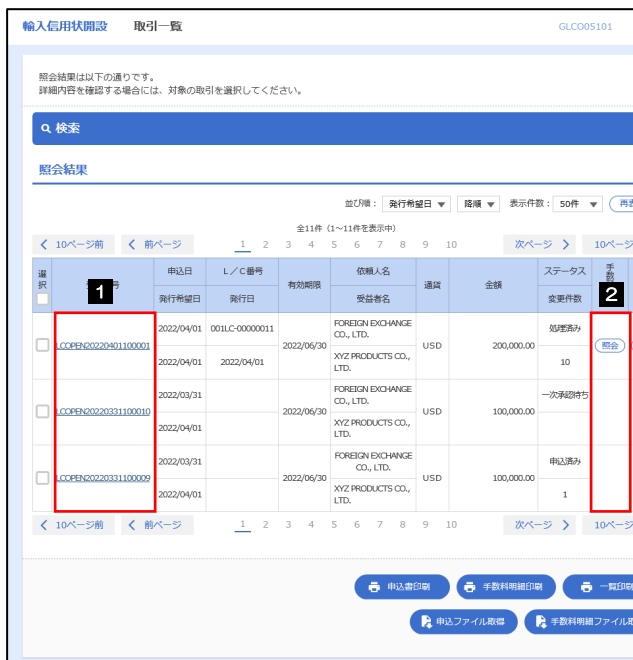 輸入信用状開設 取引一覧 GLCO05101
照会結果は以下の通りです。
詳細内容を確認する場合には、対象の取引を選択してください。
検索
照会結果
並び順： 発行希望日 ▼ 降順 ▼ 表示件数： 50件 ▼ 再表
全11件（1～11件を表示中）
10ページ前 前ページ 1 2 3 4 5 6 7 8 9 10 次ページ 10ページ
選択 1 号 申込日 L／C番号 有効期限 依頼人名 通貨 金額 ステータス 手数 2
発行希望日 発行日 受益者名 変更件数
LCOPEN20220401100001 2022/04/01 001LC-00000011 2022/06/30 FOREIGN EXCHANGE CO., LTD. USD 200,000.00 処理済み 照会
2022/04/01 2022/04/01 XYZ PRODUCTS CO., LTD. 10
LCOPEN20220331100010 2022/03/31 2022/06/30 FOREIGN EXCHANGE CO., LTD. USD 100,000.00 一次承認待ち
2022/04/01 XYZ PRODUCTS CO., LTD.
LCOPEN20220331100009 2022/03/31 2022/06/30 FOREIGN EXCHANGE CO., LTD. USD 100,000.00 申込済み
2022/04/01 XYZ PRODUCTS CO., LTD. 1
10ページ前 前ページ 1 2 3 4 5 6 7 8 9 10 次ページ 10ページ
申込書印刷 手数料明細印刷 一覧印刷
申込ファイル取得 手数料明細ファイル取